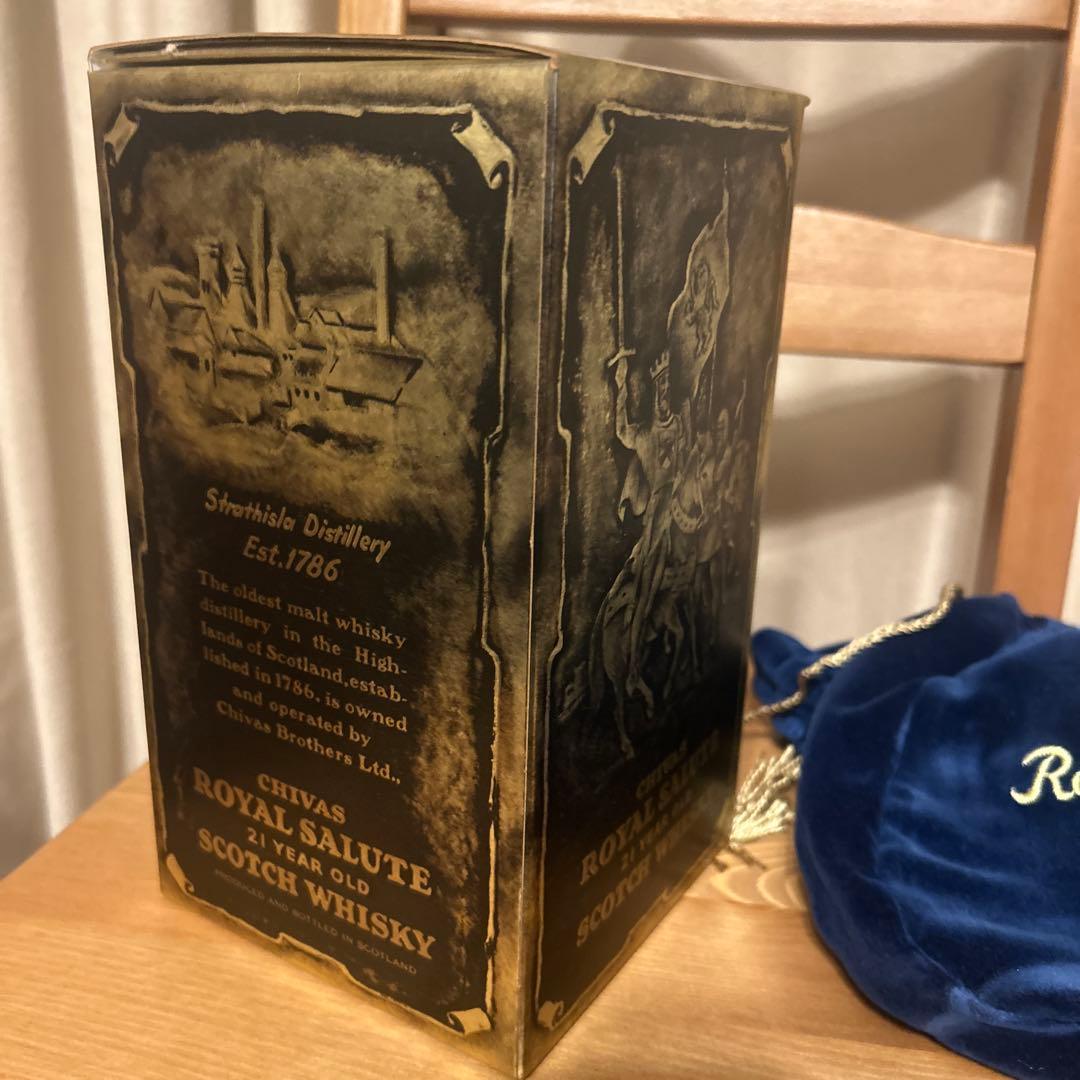 Strathisla Distillery
Est.1786
The oldest malt whisky
distillery in the High-
lands of Scotland,estab-
lished in 1786, is owned
and operated by
Chivas Brothers Ltd.,
CHIVAS
ROYAL SALUTE
21 YEAR OLD
SCOTCH WHISKY
PRODUCED AND BOTTLED IN SCOTLAND
CHIVAS
ROYAL SALUTE
21 YEAR
SCOTCH